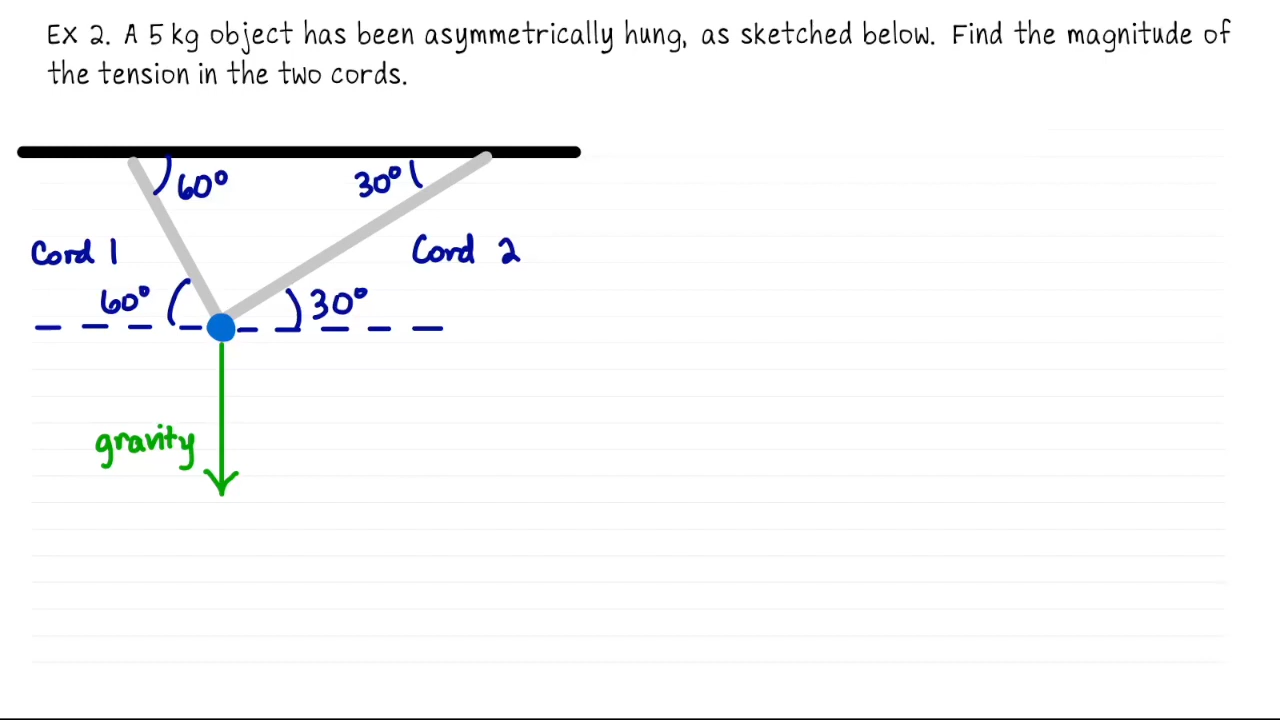 Ex 2. A 5 kg object has been asymmetrically hung, as sketched below. Find the magnitude of
the tension in the two cords.
60° 30°
Cord 1 Cord 2
60° 30°
gravity